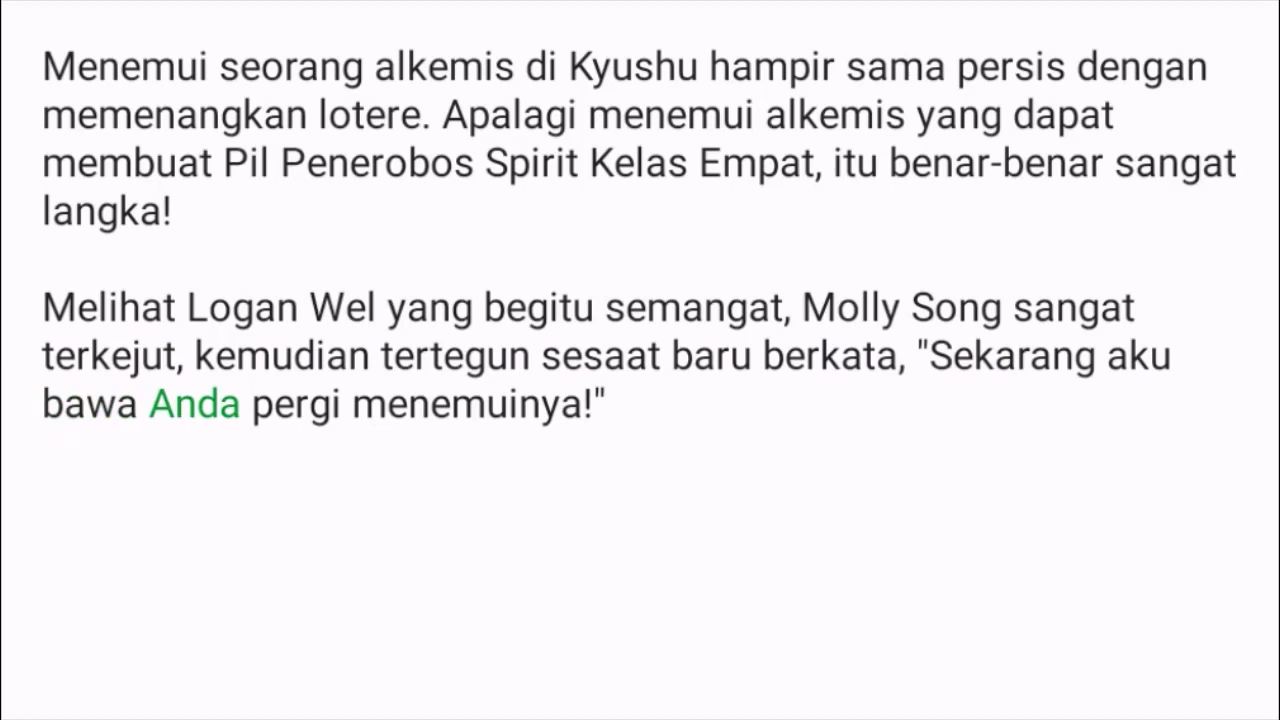 Menemui seorang alkemis di Kyushu hampir sama persis dengan
memenangkan lotere. Apalagi menemui alkemis yang dapat
membuat Pil Penerobos Spirit Kelas Empat, itu benar-benar sangat
langka!
Melihat Logan Wel yang begitu semangat, Molly Song sangat
terkejut, kemudian tertegun sesaat baru berkata, "Sekarang aku
bawa Anda pergi menemuinya!"